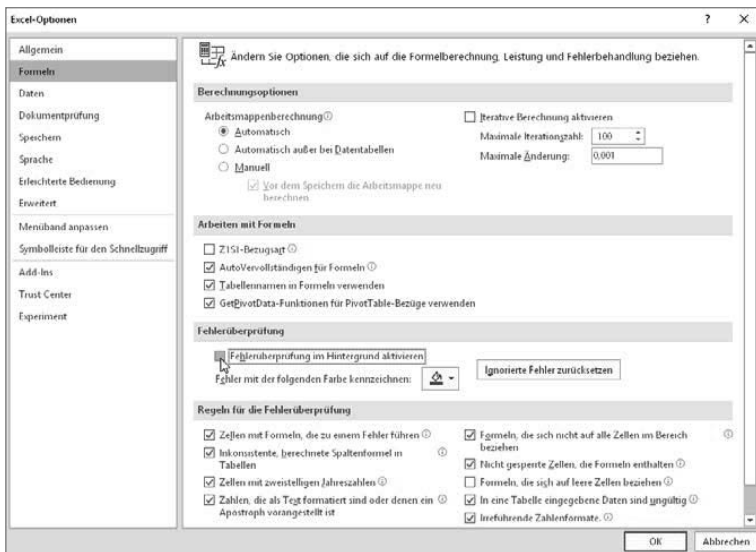 Excel-Optionen
?
Allgemein
Formeln
Daten
Dokumentprüfung
Speichern
Sprache
Erleichterte Bedienung
Erweitert
Menüband anpassen
Symbolleiste für den Schnellzugriff
Add-Ins
Trust Center
Experiment
Ändern Sie Optionen, die sich auf die Formelberechnung, Leistung und Fehlerbehandlung beziehen.
Berechnungsoptionen
Arbeitsmappenberechnung
Automatisch
Automatisch außer bei Datentabellen
Manuell
Vor dem Speichern die Arbeitsmappe neu
berechnen
Iterative Berechnung aktivieren
Maximale Iterationszahl: 100
Maximale Änderung: 0,001
Arbeiten mit Formeln
Z1S1-Bezugsart
AutoVervollständigen für Formeln
Tabellennamen in Formeln verwenden
GetPivotData-Funktionen für PivotTable-Bezüge verwenden
Fehlerüberprüfung
Fehlerüberprüfung im Hintergrund aktivieren
Fehler mit der folgenden Farbe kennzeichnen:
Ignorierte Fehler zurücksetzen
Regeln für die Fehlerüberprüfung
Zellen mit Formeln, die zu einem Fehler führen
Inkonsistente, berechnete Spaltenformel in
Tabellen
Zellen mit zweistelligen Jahreszahlen
Zahlen, die als Text formatiert sind oder denen ein
Apostroph vorangestellt ist
Formeln, die sich nicht auf alle Zellen im Bereich
beziehen
Nicht gesperrte Zellen, die Formeln enthalten
Formeln, die sich auf leere Zellen beziehen
In eine Tabelle eingegebene Daten sind ungültig
Irreführende Zahlenformate.
OK
Abbrechen